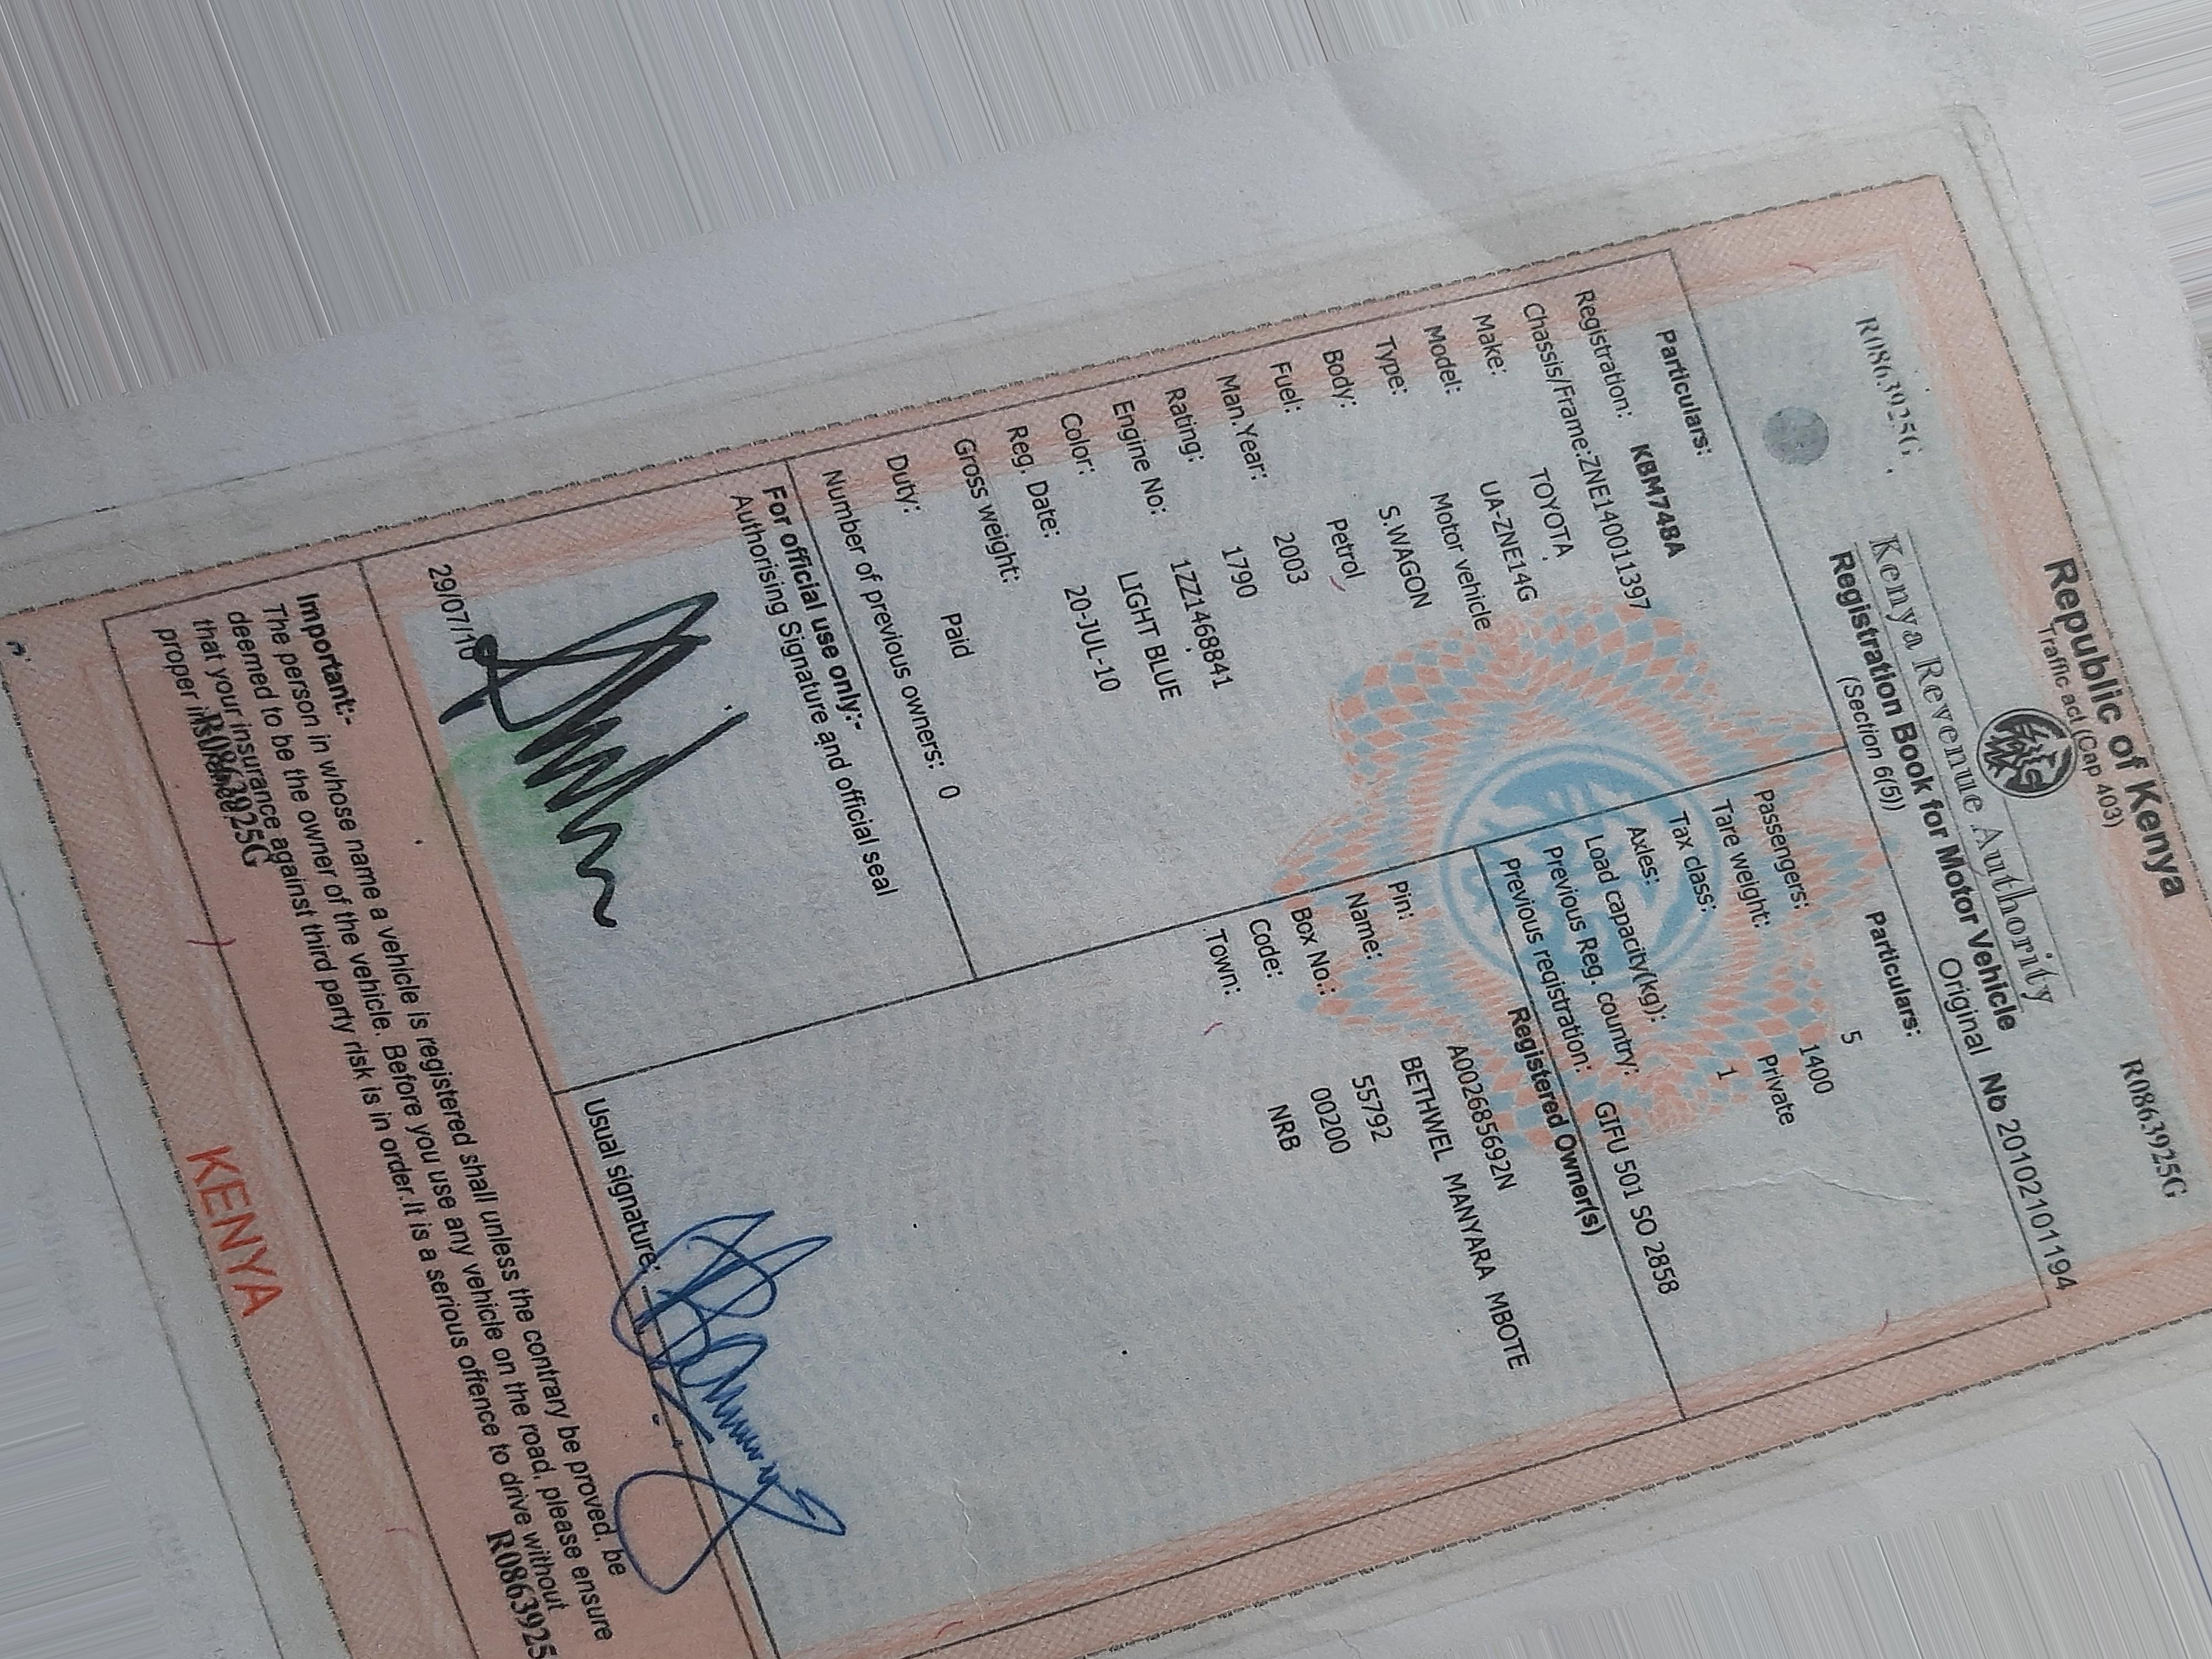 R0863925G
R0863925G
Republic of Kenya
Traffic act (Cap 403)
Kenya Revenue Authority
Registration Book for Motor Vehicle
(Section 6(5))
Original Nb 201021011194
Particulars:
Registration: KBM748A
Chassis/Frame:ZNE140011397
Make: TOYOTA
Model: UA-ZNE14G
Type: Motor vehicle
Body: S.WAGON
Fuel: Petrol
Man.Year: 2003
Rating: 1790
Engine No: 1ZZ1468841
Color: LIGHT BLUE
Reg. Date: 20-JUL-10
Gross weight:
Duty: Paid
Number of previous owners: 0
Particulars:
Passengers: 5
Tare weight: 1400
Tax class: Private
Axles: 1
Load capacity(kg):
Previous Reg. country:
Previous registration: GIFU 501 SO 2858
Registered Owner(s)
Pin: A002685692N
Name: BETHWEL MANYARA MBOTE
Box No.: 55792
Code: 00200
Town: NRB
For official use only:-
Authorising Signature and official seal
29/07/10
Usual signature:
Important:-
The person in whose name a vehicle is registered shall unless the contrary be proved, be
deemed to be the owner of the vehicle. Before you use any vehicle on the road, please ensure
that your insurance against third party risk is in order.It is a serious offence to drive without
proper insurance
R0863925G
R0863925
KENYA